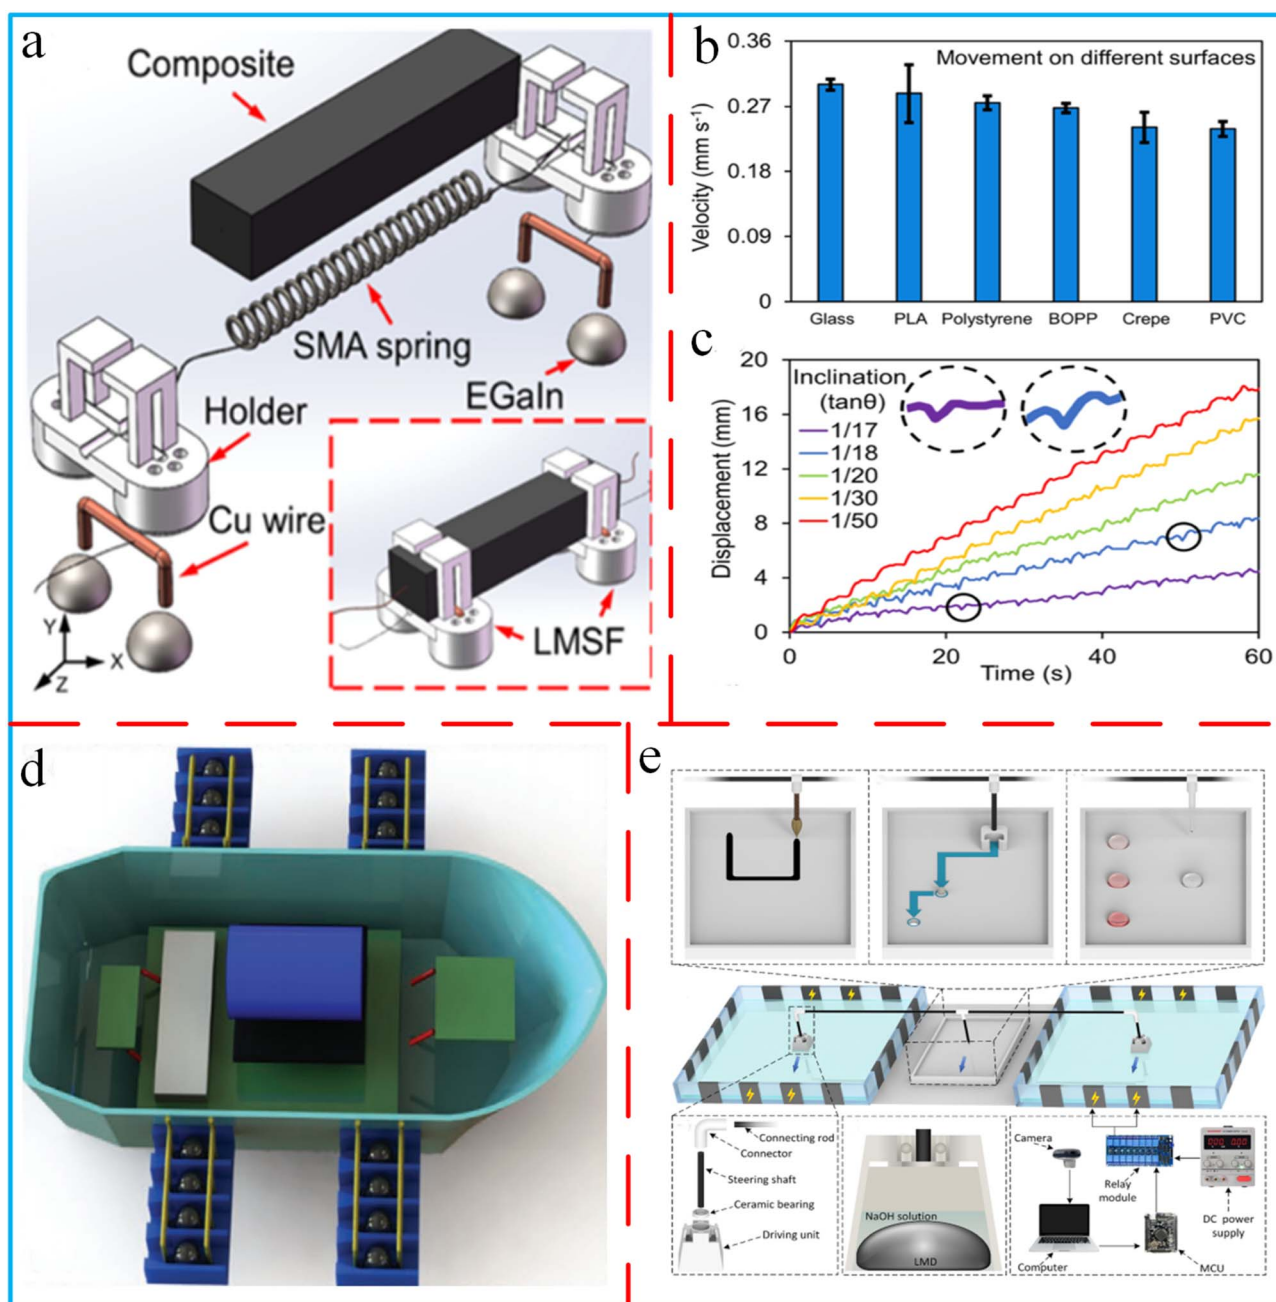 a
Composite
SMA spring
EGaIn
Holder
Cu wire
LMSF
Y
X
Z
b
Movement on different surfaces
Velocity (mm s-1)
0.36
0.27
0.18
0.09
0
Glass PLA Polystyrene BOPP Crepe PVC
c
Inclination
(tanθ)
1/17
1/18
1/20
1/30
1/50
Displacement (mm)
20
16
12
8
4
0
0 20 40 60
Time (s)
d
e
Connecting rod
Connector
Steering shaft
Ceramic bearing
Driving unit
NaOH solution
LMD
Camera
Relay
module
DC power
supply
Computer
MCU